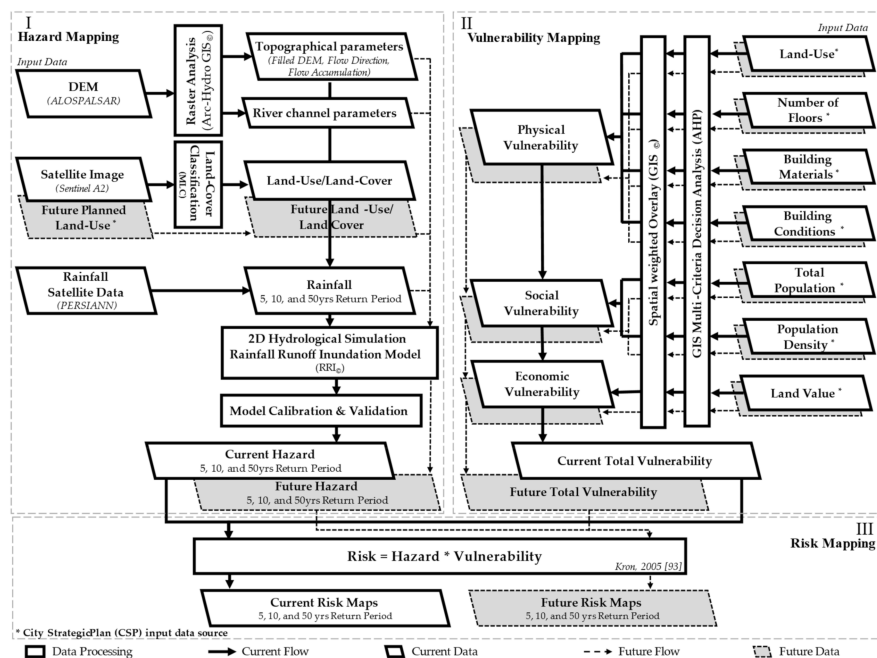 I
Hazard Mapping
Input Data
DEM
(ALOSPALSAR)
Raster Analysis
(Arc-Hydro GIS©)
Topographical parameters
(Filled DEM, Flow Direction,
Flow Accumulation)
River channel parameters
Satellite Image
(Sentinel A2)
Future Planned
Land-Use *
Land-Cover
Classification
(MLC)
Land-Use/Land-Cover
Future Land -Use/
Land Cover
Rainfall
Satellite Data
(PERSIANN)
Rainfall
5, 10, and 50yrs Return Period
2D Hydrological Simulation
Rainfall Runoff Inundation Model
(RRI©)
Model Calibration & Validation
Current Hazard
5, 10, and 50yrs Return Period
Future Hazard
5, 10, and 50yrs Return Period
II
Vulnerability Mapping
Input Data
Physical
Vulnerability
Social
Vulnerability
Economic
Vulnerability
Spatial weighted Overlay (GIS ©)
GIS Multi-Criteria Decision Analysis (AHP)
Land-Use*
Number of
Floors *
Building
Materials *
Building
Conditions *
Total
Population *
Population
Density *
Land Value *
Current Total Vulnerability
Future Total Vulnerability
III
Risk Mapping
Risk = Hazard * Vulnerability
Kron, 2005 [93]
Current Risk Maps
5, 10, and 50 yrs Return Period
Future Risk Maps
5, 10, and 50 yrs Return Period
* City StrategicPlan (CSP) input data source
Data Processing
Current Flow
Current Data
Future Flow
Future Data